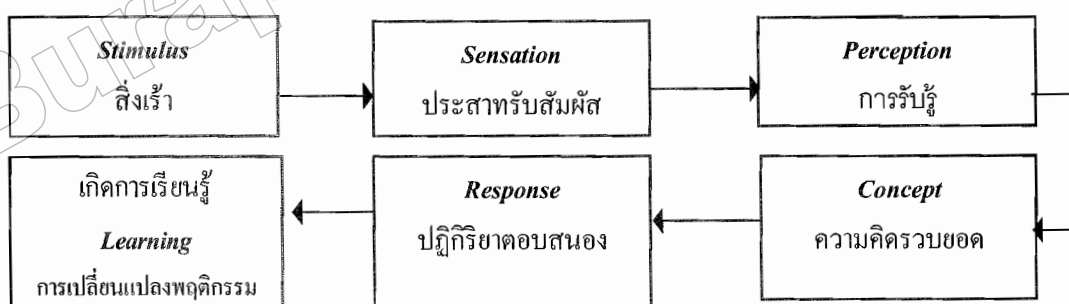 Stimulus
สิ่งเร้า
Sensation
ประสาทรับสัมผัส
Perception
การรับรู้
Concept
ความคิดรวบยอด
Response
ปฏิกิริยาตอบสนอง
เกิดการเรียนรู้
Learning
การเปลี่ยนแปลงพฤติกรรม